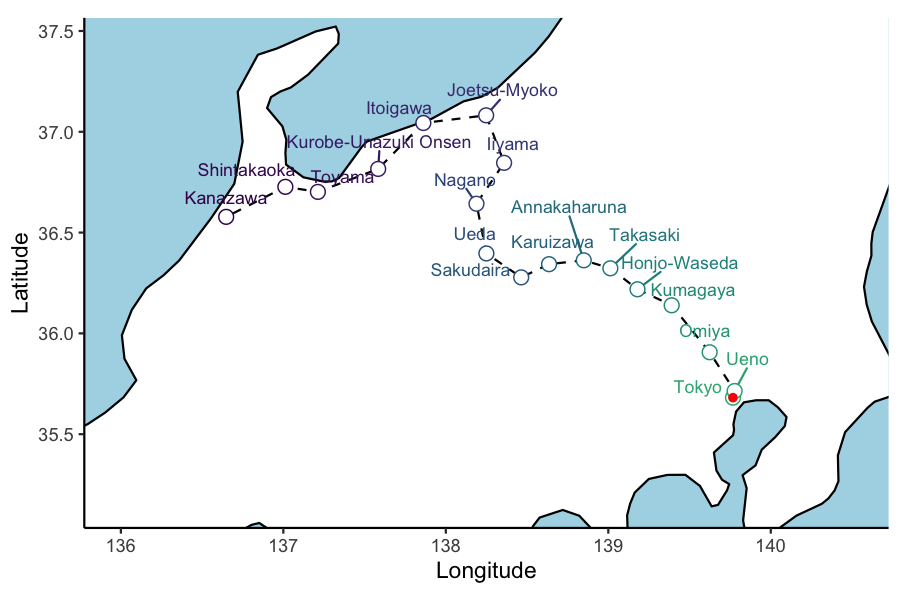 37.5
37.0
36.5
36.0
35.5
Latitude
Joetsu-Myoko
Itoigawa
Kurobe-Unazuki Onsen
Iiyama
Shintakaoka
Toyama
Nagano
Kanazawa
Annakaharuna
Ueda
Karuizawa
Takasaki
Sakudaira
Honjo-Waseda
Kumagaya
Omiya
Ueno
Tokyo
136
137
138
139
140
Longitude